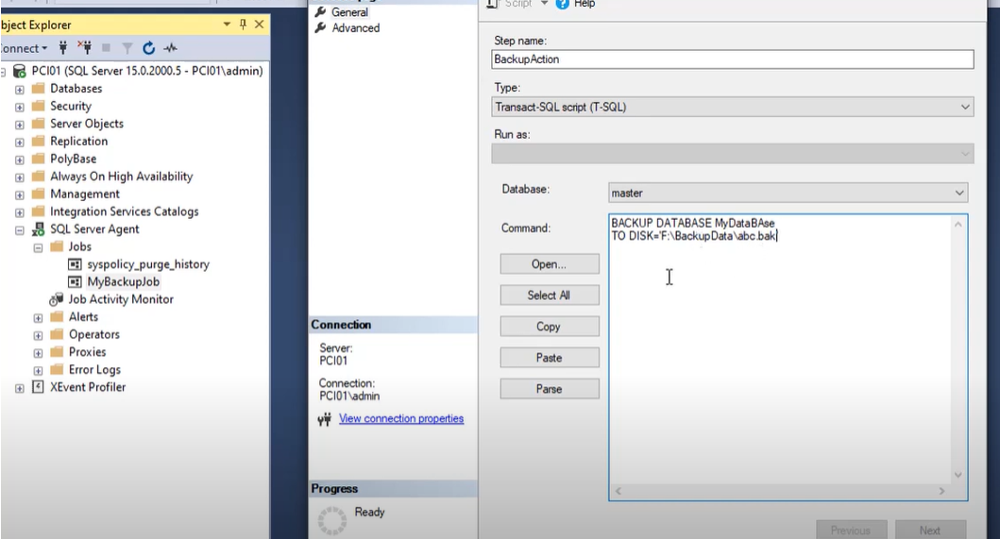 General
Advanced
Script
Help
bject Explorer
onnect
PCI01 (SQL Server 15.0.2000.5 - PCI01\admin)
Databases
Security
Server Objects
Replication
PolyBase
Always On High Availability
Management
Integration Services Catalogs
SQL Server Agent
Jobs
syspolicy_purge_history
MyBackupJob
Job Activity Monitor
Alerts
Operators
Proxies
Error Logs
XEvent Profiler
Connection
Server:
PCI01
Connection:
PCI01\admin
View connection properties
Progress
Ready
Step name:
BackupAction
Type:
Transact-SQL script (T-SQL)
Run as:
Database:
master
Command:
BACKUP DATABASE MyDataBAse
TO DISK='F:\BackupData\abc.bak
Open...
Select All
Copy
Paste
Parse
Previous
Next